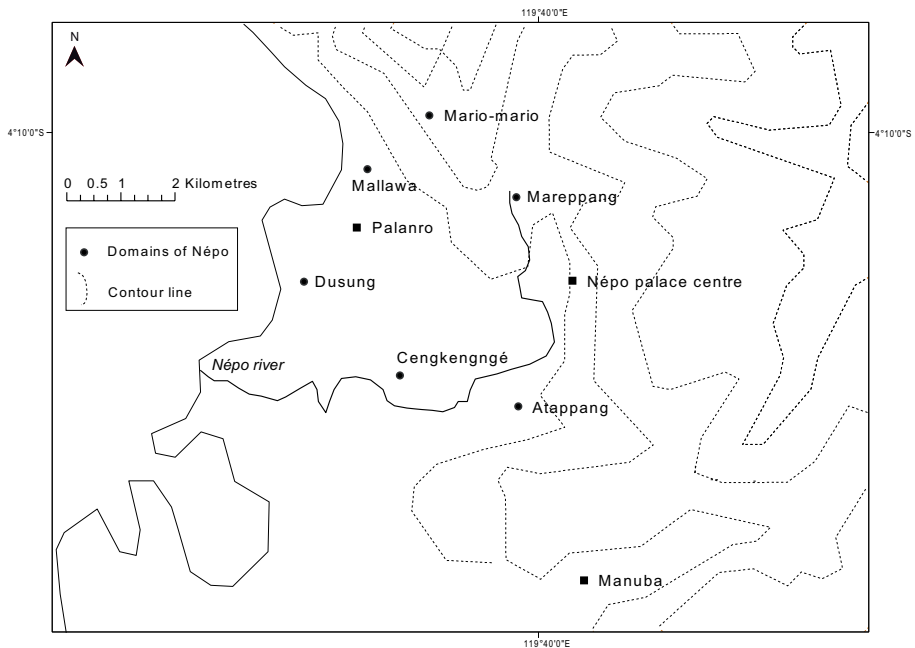 119°40'0"E
N
4°10'0"S
4°10'0"S
Mario-mario
0 0.5 1 2 Kilometres
Mallawa
Mareppang
Palanro
Domains of Népo
Contour line
Dusung
Népo palace centre
Népo river
Cengkengngé
Atappang
Manuba
119°40'0"E